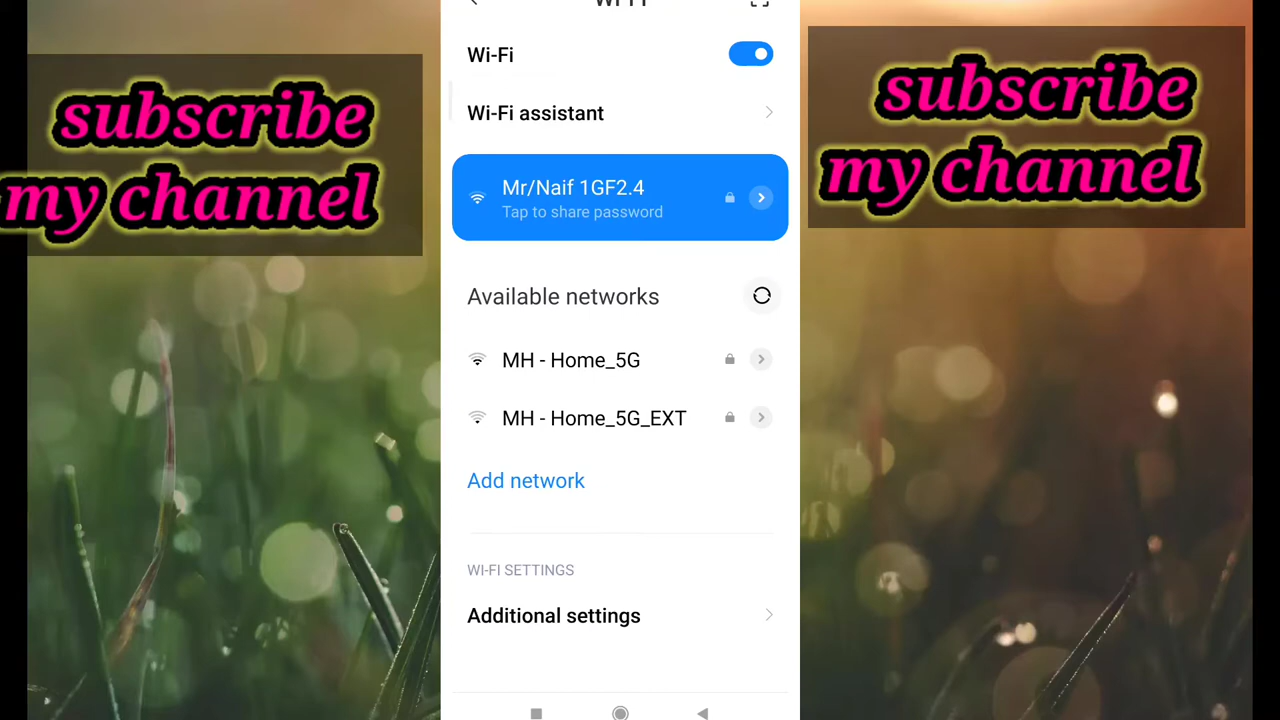 subscribe
my channel
Wi-Fi
Wi-Fi assistant
Mr/Naif 1GF2.4
Tap to share password
Available networks
MH - Home_5G
MH - Home_5G_EXT
Add network
WI-FI SETTINGS
Additional settings
subscribe
my channel